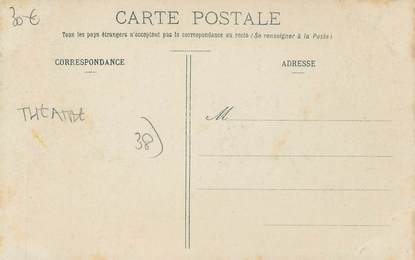 30€
CARTE POSTALE
Tous les pays étrangers n'acceptent pas la correspondance au recto (Se renseigner à la Poste)
CORRESPONDANCE
ADRESSE
THEATRE
M
38)